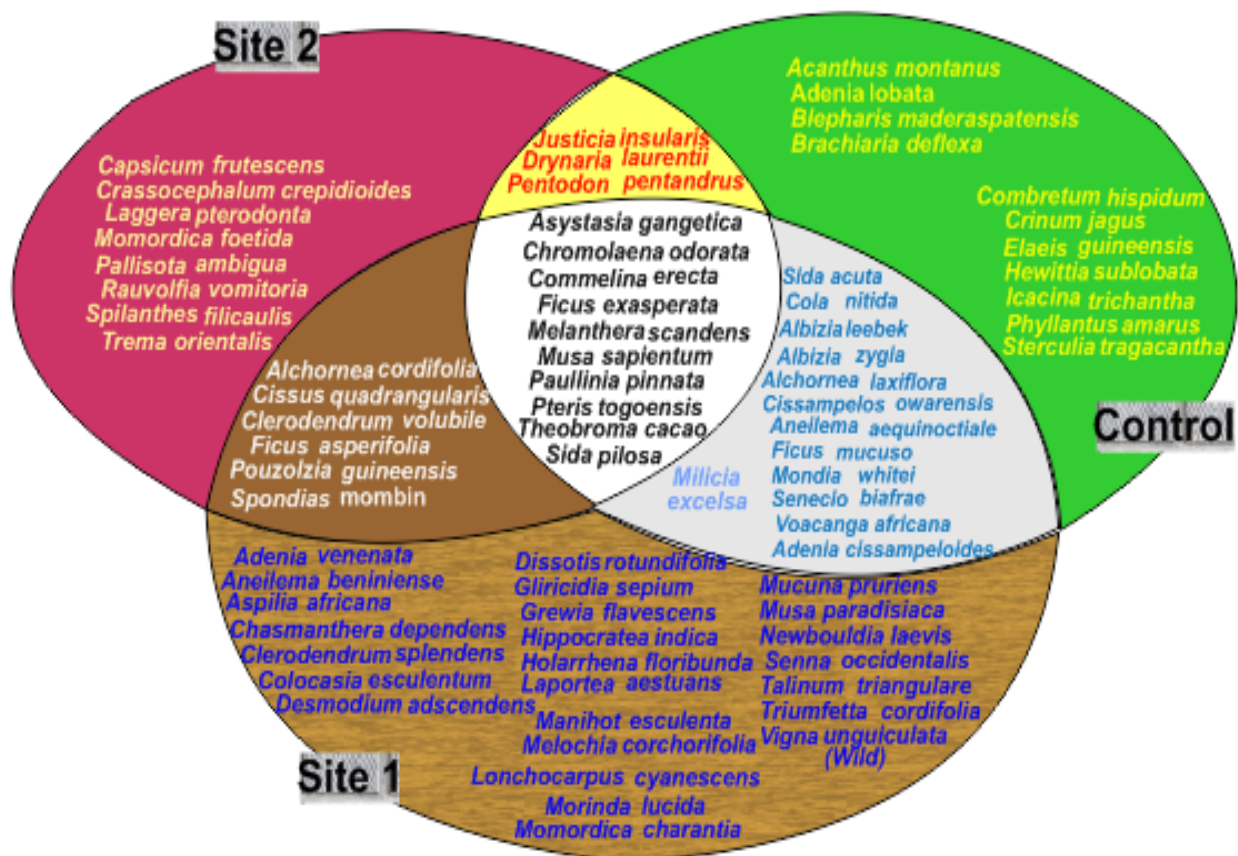 Site 2
Acanthus montanus
Adenia lobata
Blepharis maderaspatensis
Brachiaria deflexa
Justicia insularis
Drynaria laurentii
Pentodon pentandrus
Capsicum frutescens
Crassocephalum crepidioides
Laggera pterodonta
Momordica foetida
Pallisota ambigua
Rauvolfia vomitoria
Spilanthes filicaulis
Trema orientalis
Combretum hispidum
Crinum jagus
Elaeis guineensis
Hewittia sublobata
Icacina trichantha
Phyllantus amarus
Sterculia tragacantha
Control
Asystasia gangetica
Chromolaena odorata
Commelina erecta
Ficus exasperata
Melanthera scandens
Musa sapientum
Paullinia pinnata
Pteris togoensis
Theobroma cacao
Sida pilosa
Sida acuta
Cola nitida
Albizia leebek
Albizia zygla
Alchornea laxiflora
Cissampelos owarensis
Aneilema aequinoctiale
Ficus mucuso
Mondia whitei
Senecio biafrae
Voacanga africana
Adenia cissampeloides
Milicia
excelsa
Alchornea cordifolia
Cissus quadrangularis
Clerodendrum volubile
Ficus asperifolia
Pouzolzia guineensis
Spondias mombin
Adenia venenata
Aneilema beniniense
Aspilia africana
Chasmanthera dependens
Clerodendrum splendens
Colocasia esculentum
Desmodium adscendens
Dissotis rotundifolia
Gliricidia sepium
Grewia flavescens
Hippocratea indica
Holarrhena floribunda
Laportea aestuans
Manihot esculenta
Melochia corchorifolia
Lonchocarpus cyanescens
Morinda lucida
Momordica charantia
Mucuna pruriens
Musa paradisiaca
Newbouldia laevis
Senna occidentalis
Talinum triangulare
Triumfetta cordifolia
Vigna unguiculata
(Wild)
Site 1